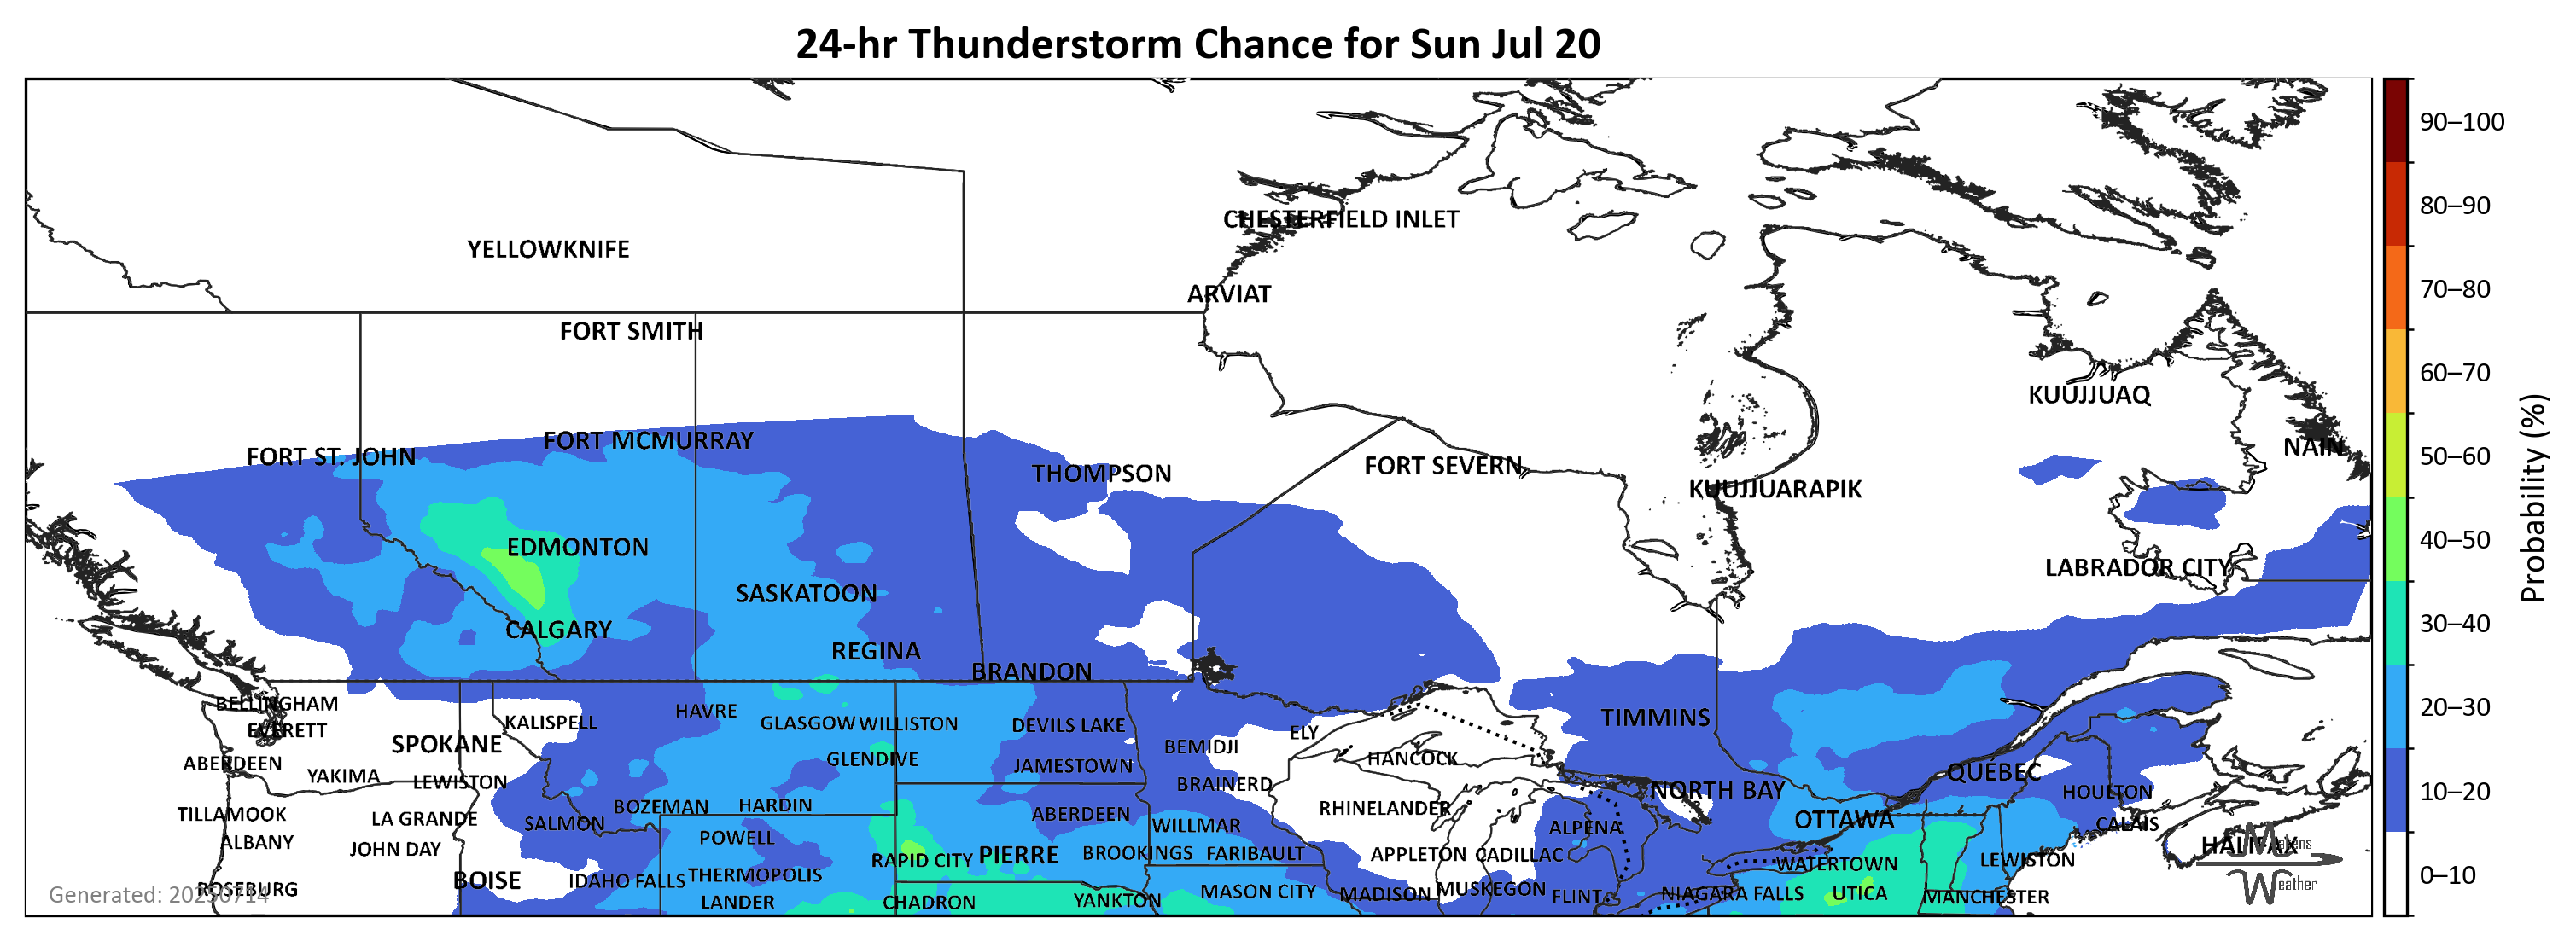 24-hr Thunderstorm Chance for Sun Jul 20
90–100
80–90
CHESTERFIELD INLET
YELLOWKNIFE
70–80
ARVIAT
FORT SMITH
60–70
KUUJJUAQ
FORT MCMURRAY
NAIN
50–60
FORT ST. JOHN
FORT SEVERN
THOMPSON
KUUJJUARAPIK
Probability (%)
40–50
EDMONTON
LABRADOR CITY
SASKATOON
30–40
CALGARY
REGINA
BRANDON
BELLINGHAM
20–30
HAVRE
TIMMINS
KALISPELL
GLASGOW
WILLISTON
DEVILS LAKE
EVERETT
ELY
SPOKANE
BEMIDJI
HANCOCK
GLENDIVE
ABERDEEN
JAMESTOWN
QUÉBEC
YAKIMA
LEWISTON
BRAINERD
NORTH BAY
HOULTON
10–20
BOZEMAN
HARDIN
RHINELANDER
TILLAMOOK
ABERDEEN
LA GRANDE
OTTAWA
SALMON
WILLMAR
ALPENA
CALAIS
POWELL
ALBANY
HALIFAX
Makens
JOHN DAY
BROOKINGS
FARIBAULT
APPLETON
CADILLAC
PIERRE
RAPID CITY
LEWISTON
WATERTOWN
0–10
THERMOPOLIS
BOISE
IDAHO FALLS
Weather
ROSEBURG
Generated: 20250714
MASON CITY
MUSKEGON
MADISON
NIAGARA FALLS
UTICA
FLINT
MANCHESTER
YANKTON
LANDER
CHADRON